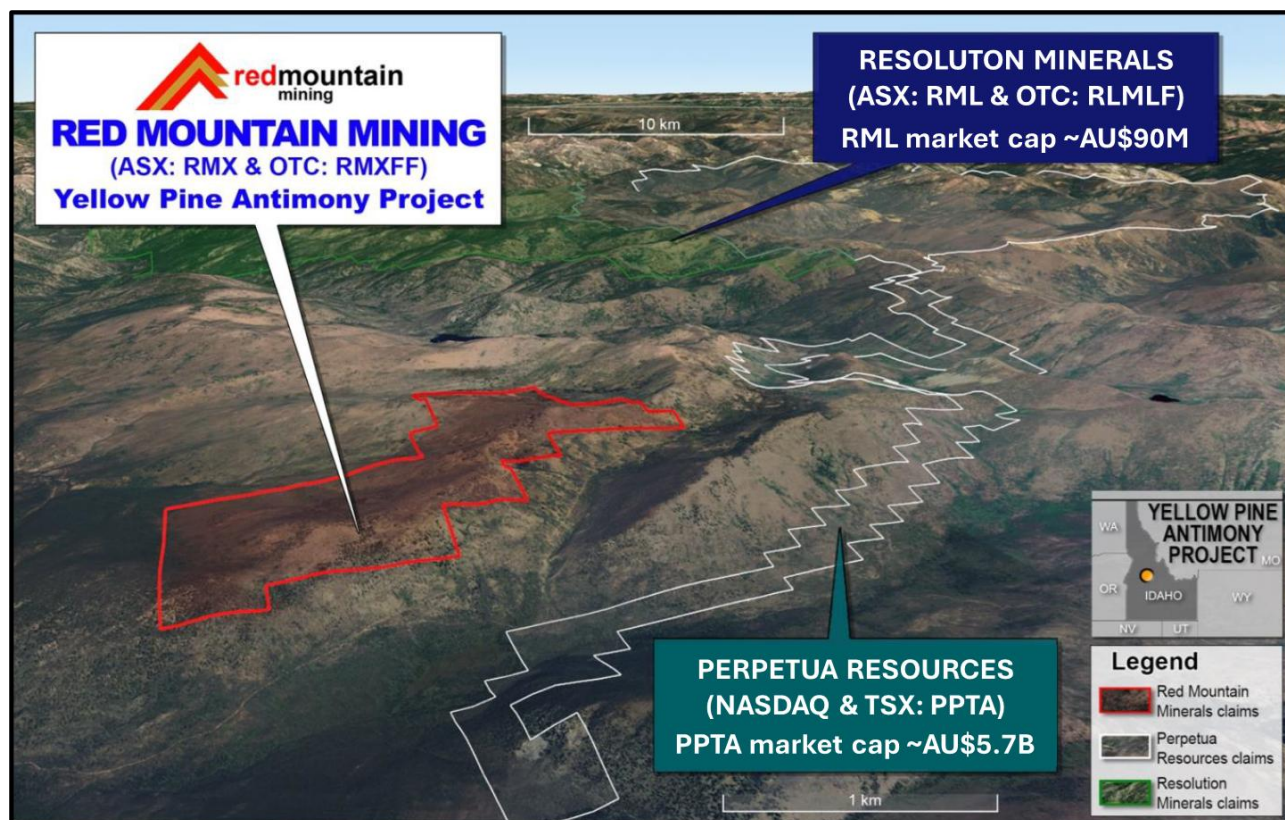 redmountain
mining
RED MOUNTAIN MINING
(ASX: RMX & OTC: RMXFF)
Yellow Pine Antimony Project
RESOLUTON MINERALS
(ASX: RML & OTC: RLMLF)
RML market cap ~AU$90M
10 km
PERPETUA RESOURCES
(NASDAQ & TSX: PPTA)
PPTA market cap ~AU$5.7B
1 km
YELLOW PINE
ANTIMONY
PROJECT
WA
MO
OR
IDAHO
WY
NV
UT
Legend
Red Mountain
Minerals claims
Perpetua
Resources claims
Resolution
Minerals claims